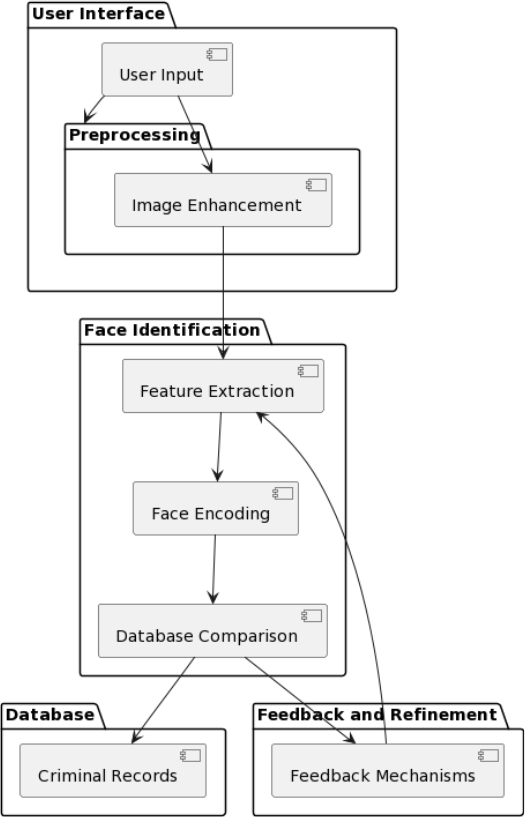 User Interface
User Input
Preprocessing
Image Enhancement
Face Identification
Feature Extraction
Face Encoding
Database Comparison
Database
Feedback and Refinement
Criminal Records
Feedback Mechanisms